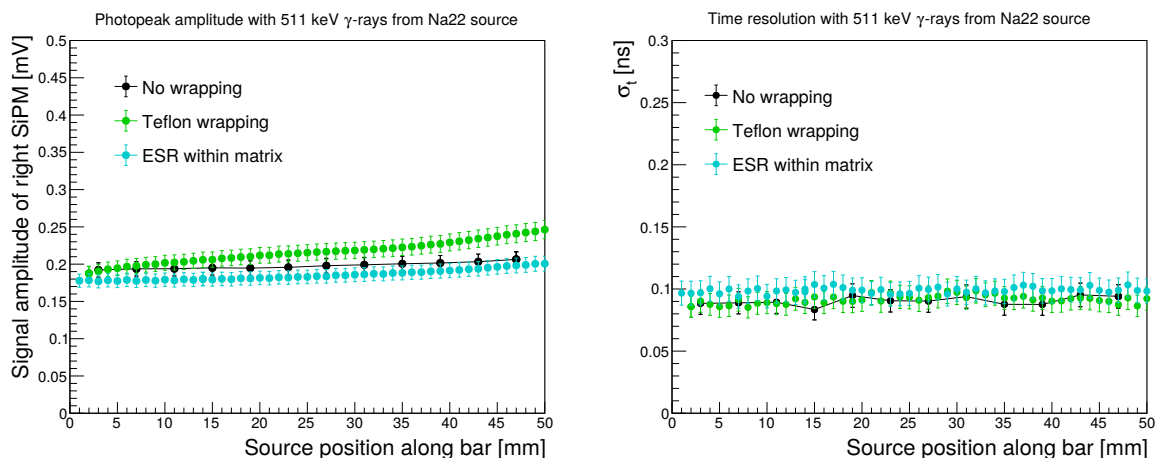 Photopeak amplitude with 511 keV γ-rays from Na22 source
Signal amplitude of right SiPM [mV]
0.5
0.45
0.4
0.35
0.3
0.25
0.2
0.15
0.1
0.05
0
No wrapping
Teflon wrapping
ESR within matrix
0 5 10 15 20 25 30 35 40 45 50
Source position along bar [mm]
Time resolution with 511 keV γ-rays from Na22 source
σt [ns]
0.3
0.25
0.2
0.15
0.1
0.05
0
No wrapping
Teflon wrapping
ESR within matrix
0 5 10 15 20 25 30 35 40 45 50
Source position along bar [mm]